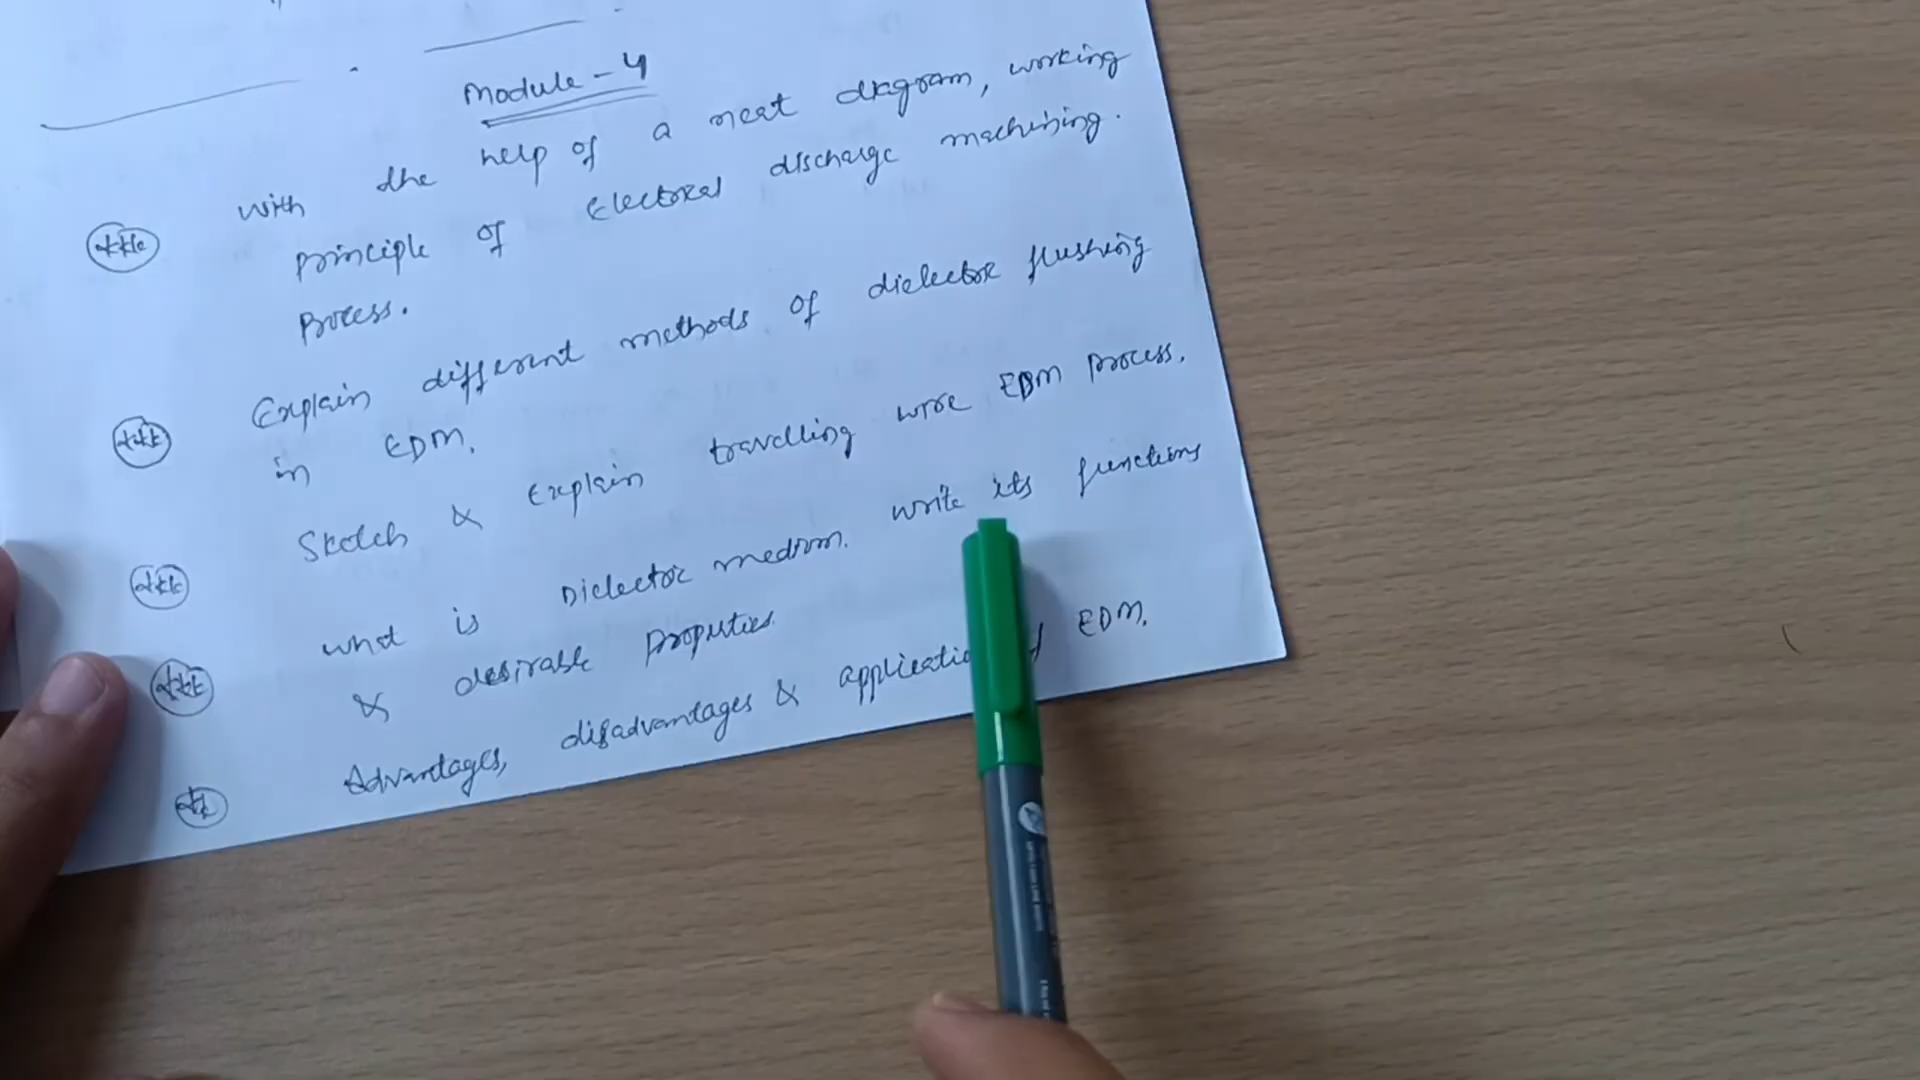 Module - 4
*** With the help of a neat diagram, working
principle of Electrical discharge machining.
process.
*** Explain different methods of dielectric flushing
in EDM.
*** Sketch & Explain travelling wire EDM process.
*** What is Dielectric medium. write its functions
& desirable properties.
** Advantages, disadvantages & application EDM.